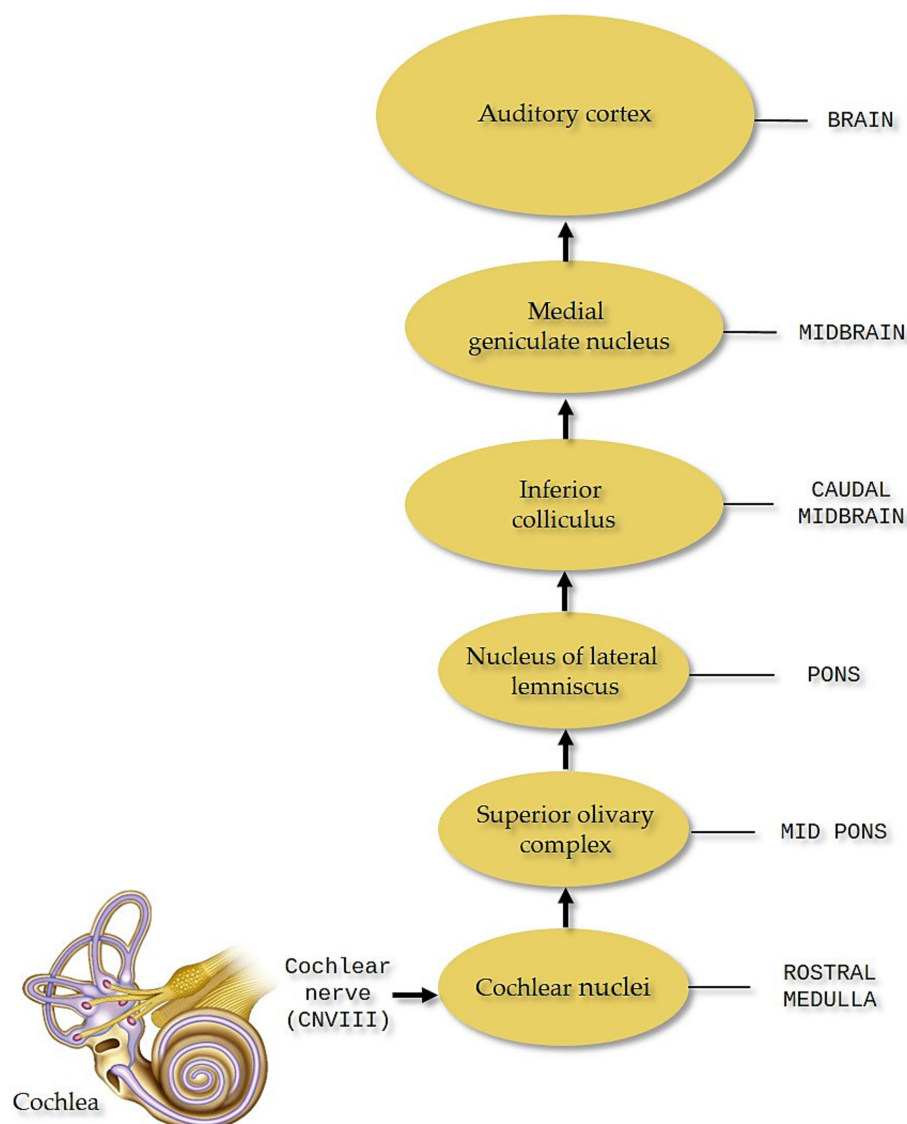 Auditory cortex
BRAIN
Medial
geniculate nucleus
MIDBRAIN
Inferior
colliculus
CAUDAL
MIDBRAIN
Nucleus of lateral
lemniscus
PONS
Superior olivary
complex
MID PONS
Cochlear
nerve
(CNVIII)
Cochlear nuclei
ROSTRAL
MEDULLA
Cochlea